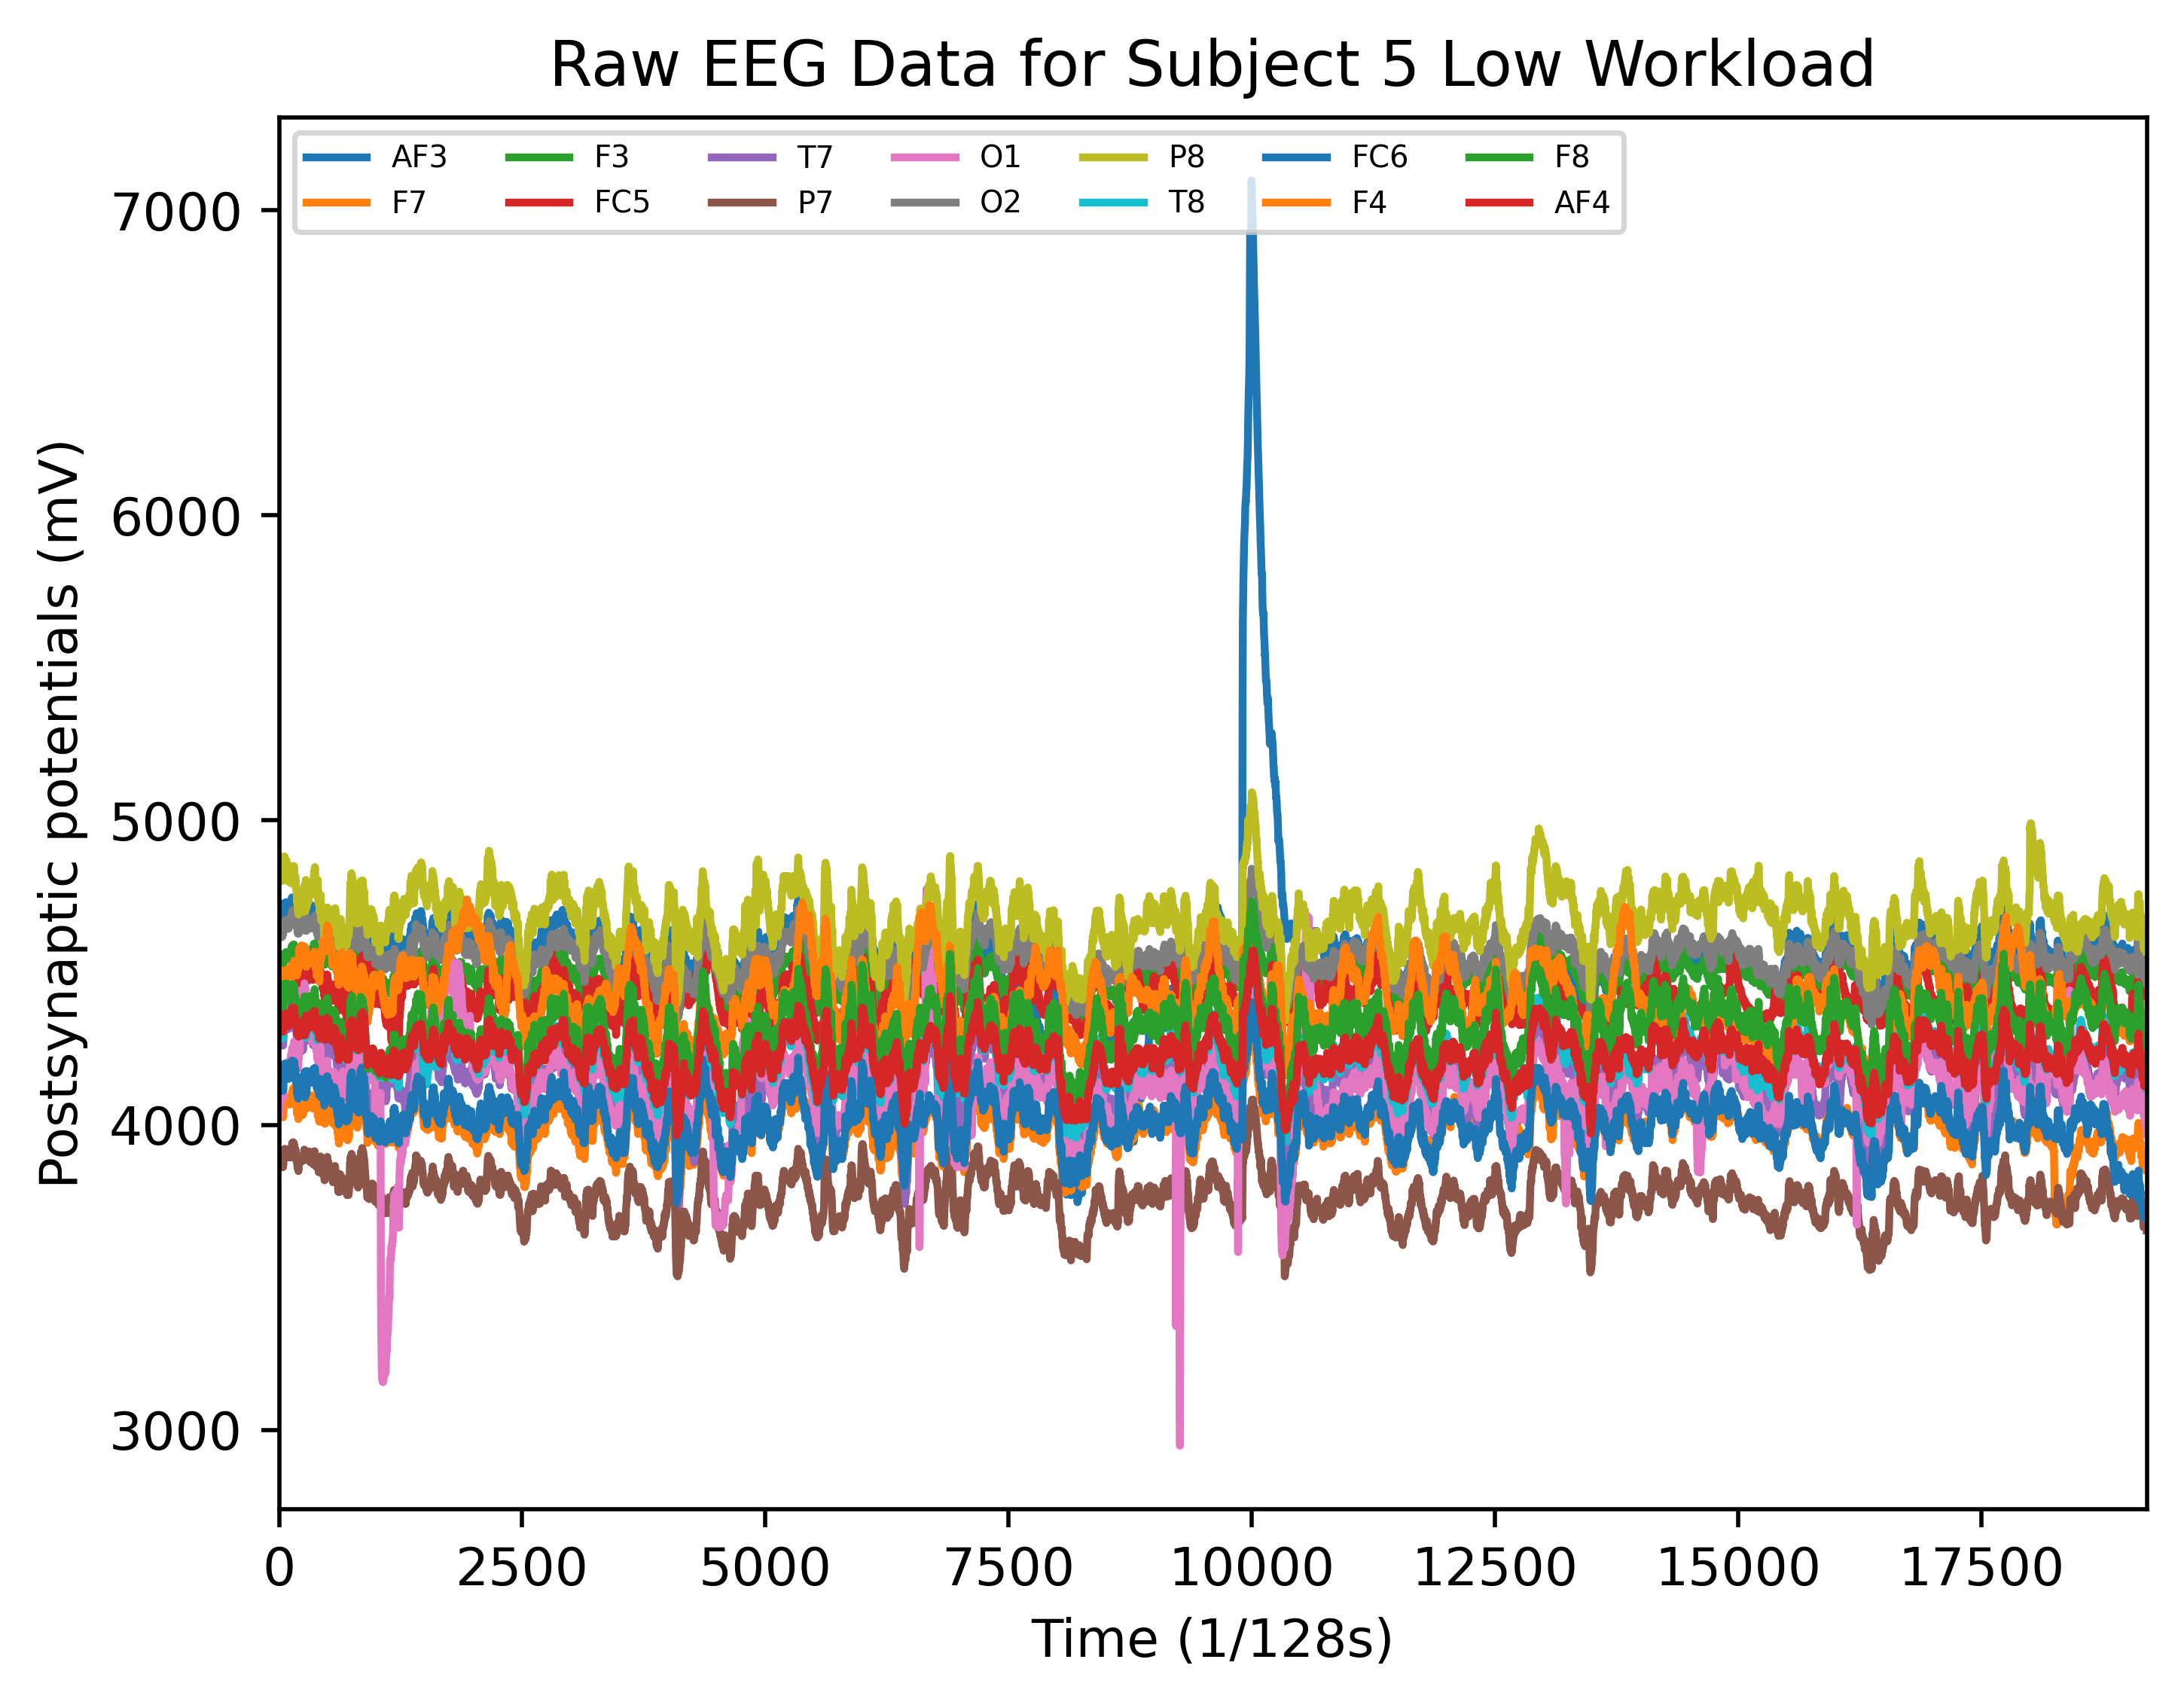 Raw EEG Data for Subject 5 Low Workload
AF3 F3 T7 O1 P8 FC6 F8
F7 FC5 P7 O2 T8 F4 AF4
Postsynaptic potentials (mV)
7000
6000
5000
4000
3000
0 2500 5000 7500 10000 12500 15000 17500
Time (1/128s)